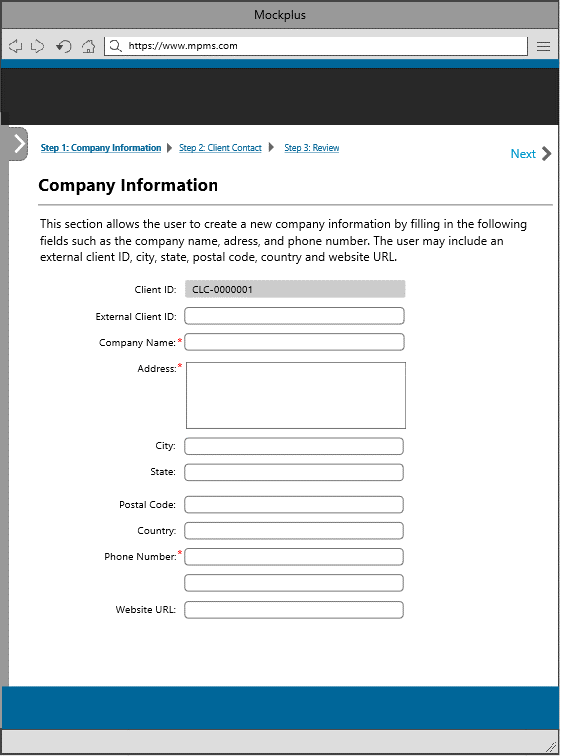 Mockplus
https://www.mpms.com
Step 1: Company Information Step 2: Client Contact Step 3: Review
Next
Company Information
This section allows the user to create a new company information by filling in the following
fields such as the company name, adress, and phone number. The user may include an
external client ID, city, state, postal code, country and website URL.
Client ID: CLC-0000001
External Client ID:
Company Name:*
Address:*
City:
State:
Postal Code:
Country:
Phone Number:*
Website URL: